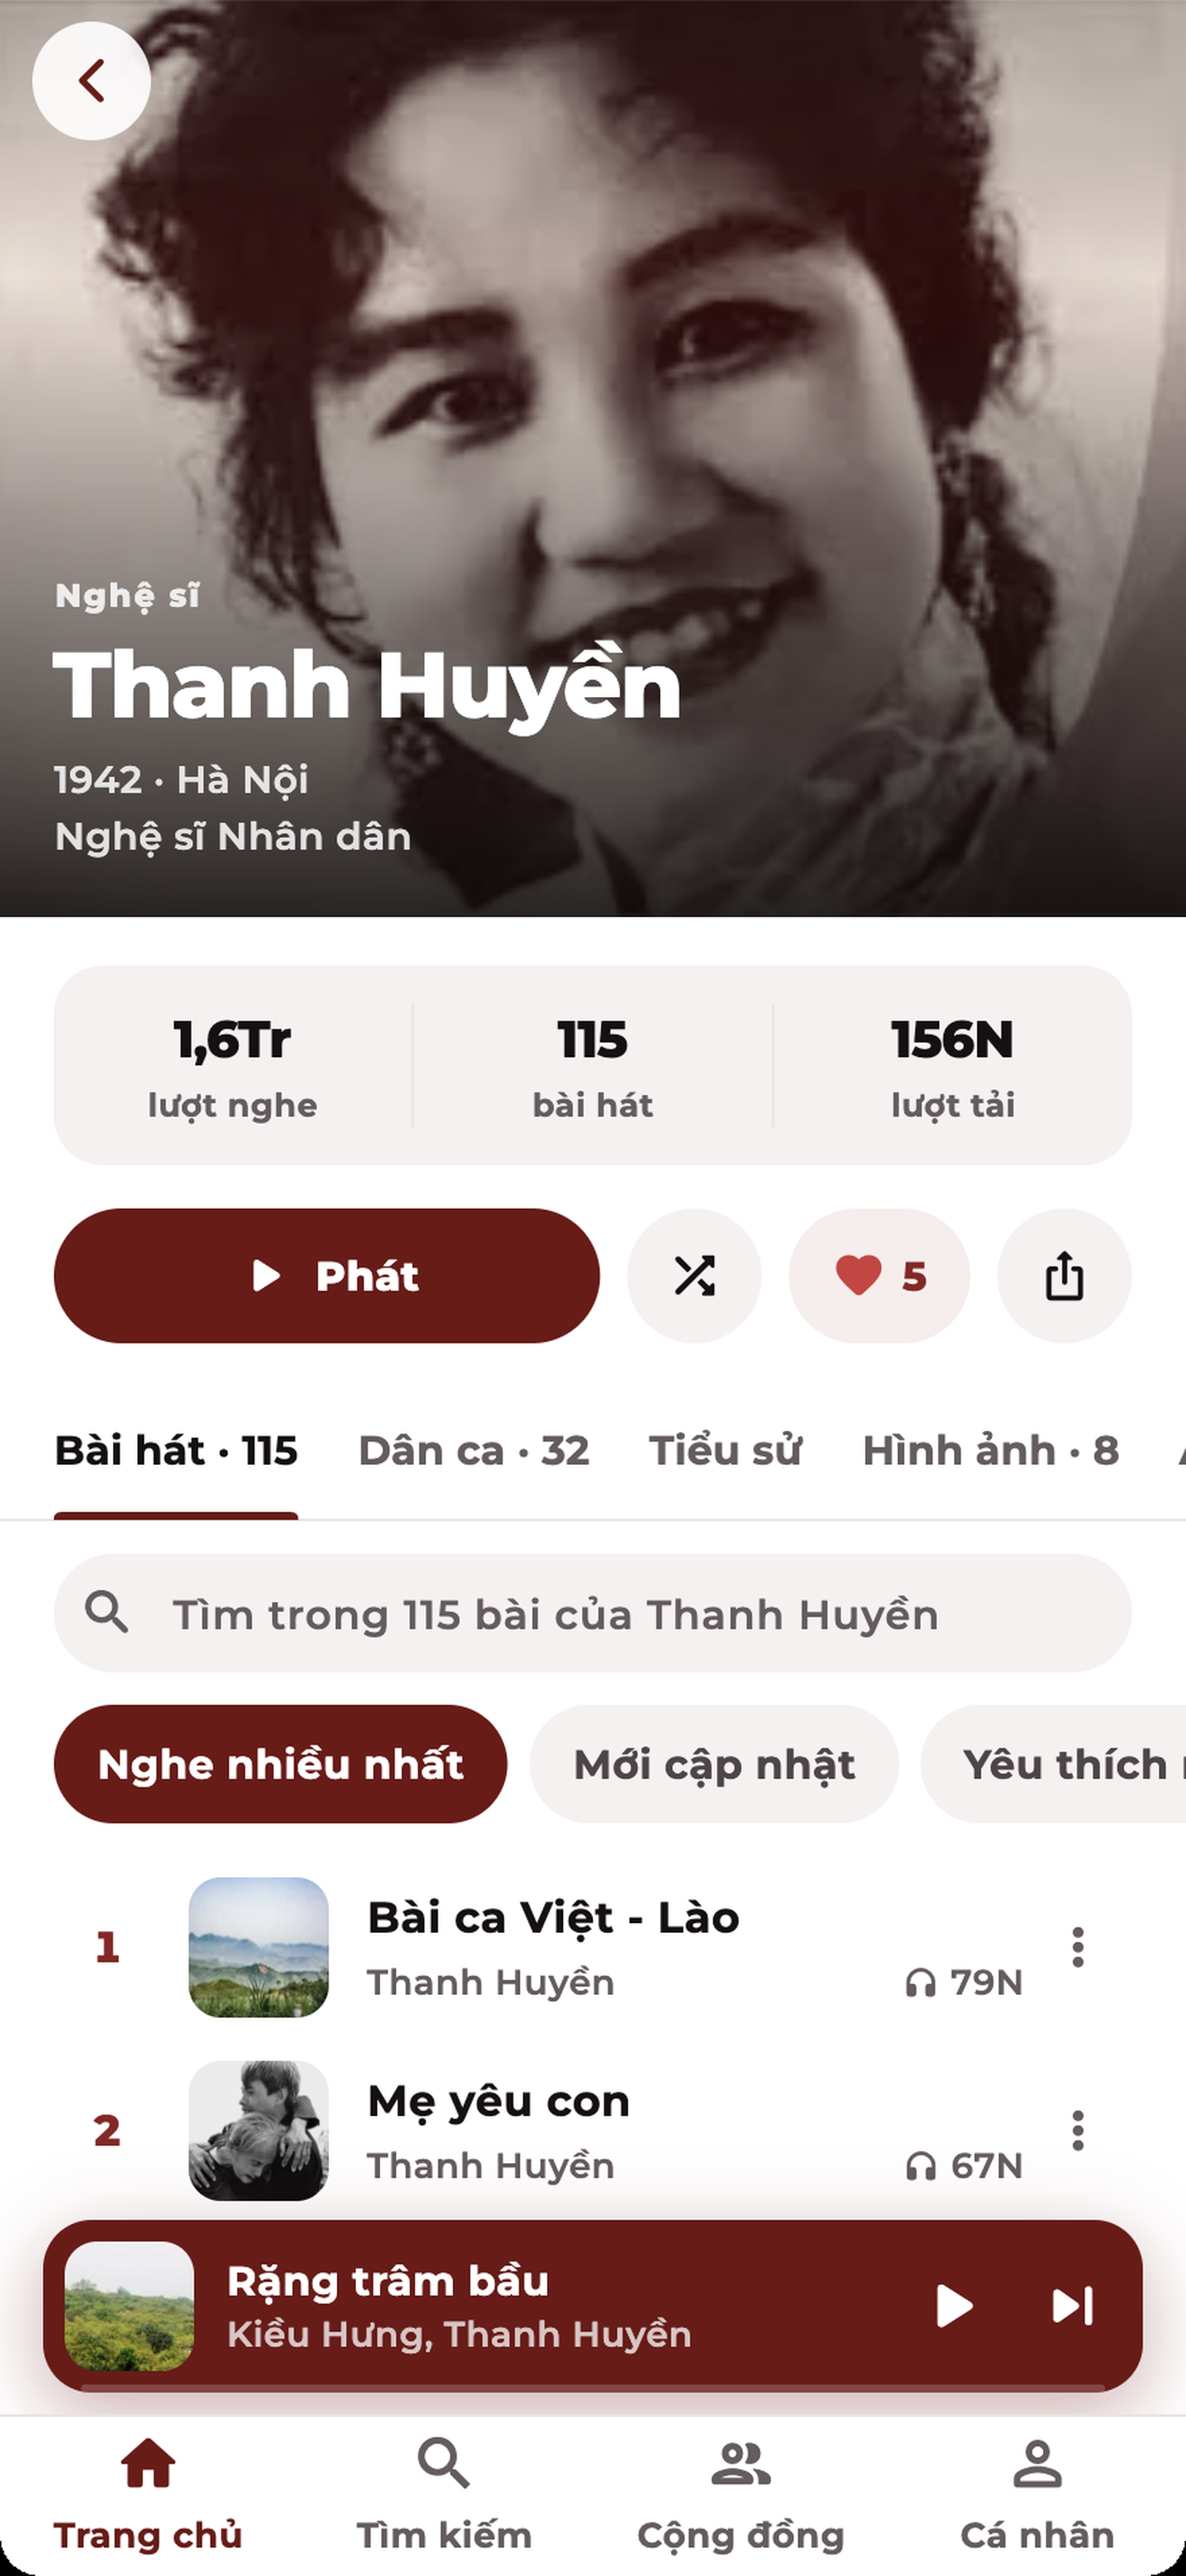 Nghệ sĩ
Thanh Huyền
1942 · Hà Nội
Nghệ sĩ Nhân dân
1,6Tr
lượt nghe
115
bài hát
156N
lượt tải
Phát
5
Bài hát · 115
Dân ca · 32
Tiểu sử
Hình ảnh · 8
Tìm trong 115 bài của Thanh Huyền
Nghe nhiều nhất
Mới cập nhật
Yêu thích
1
Bài ca Việt - Lào
Thanh Huyền
79N
2
Mẹ yêu con
Thanh Huyền
67N
Rặng trâm bầu
Kiều Hưng, Thanh Huyền
Trang chủ
Tìm kiếm
Cộng đồng
Cá nhân